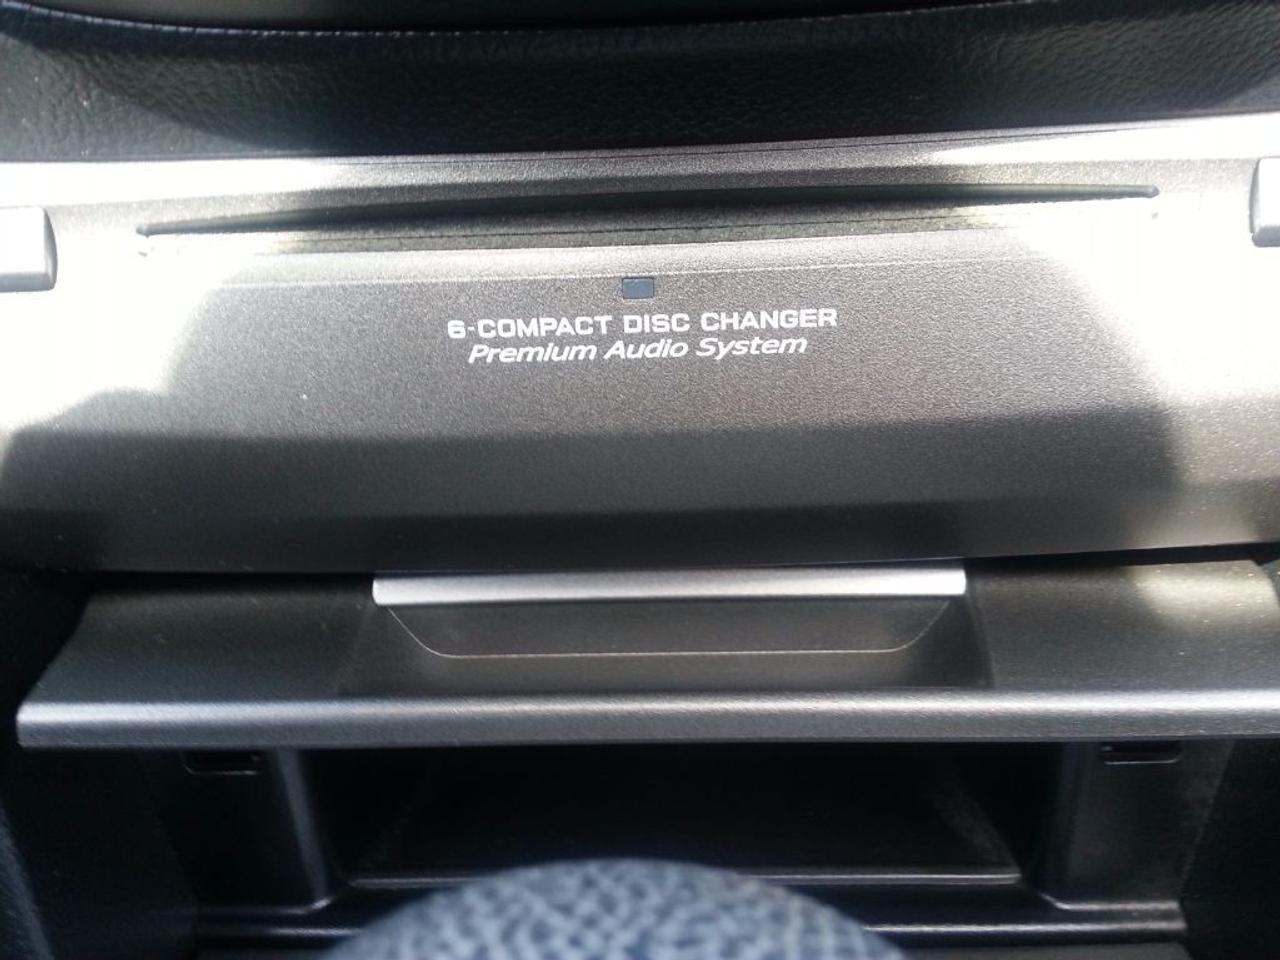 6-COMPACT DISC CHANGER
Premium Audio System